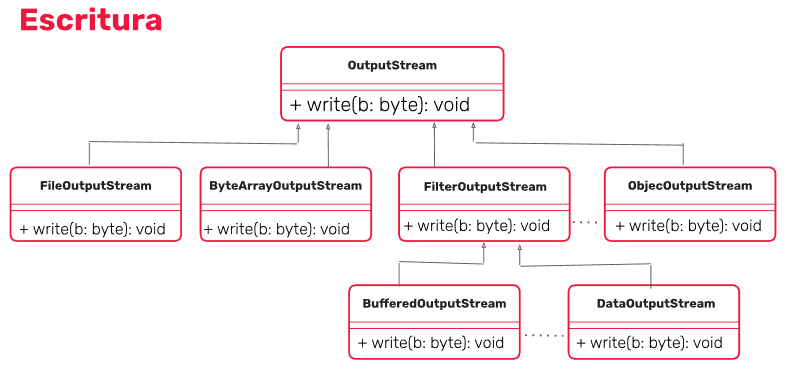 Escritura
OutputStream
+ write(b: byte): void
FileOutputStream
+ write(b: byte): void
ByteArrayOutputStream
+ write(b: byte): void
FilterOutputStream
+ write(b: byte): void
ObjecOutputStream
+ write(b: byte): void
BufferedOutputStream
+ write(b: byte): void
DataOutputStream
+ write(b: byte): void